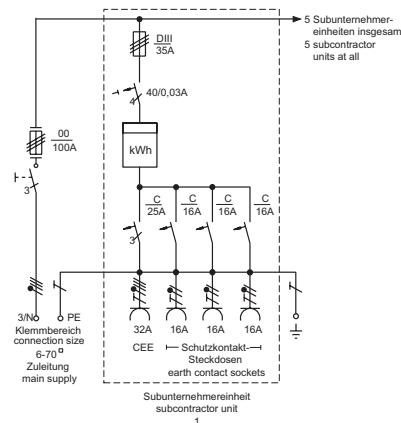 DIII
35A
5 Subunternehmer-
einheiten insgesam
5 subcontractor
units at all
40/0,03A
4
00
100A
kWh
3
C
25A
C
16A
C
16A
C
16A
3
3/N
PE
Klemmbereich
connection size
6-70
Zuleitung
main supply
32A
16A
16A
16A
CEE
Schutzkontakt-
Steckdosen
earth contact sockets
Subunternehmereinheit
subcontractor unit
1